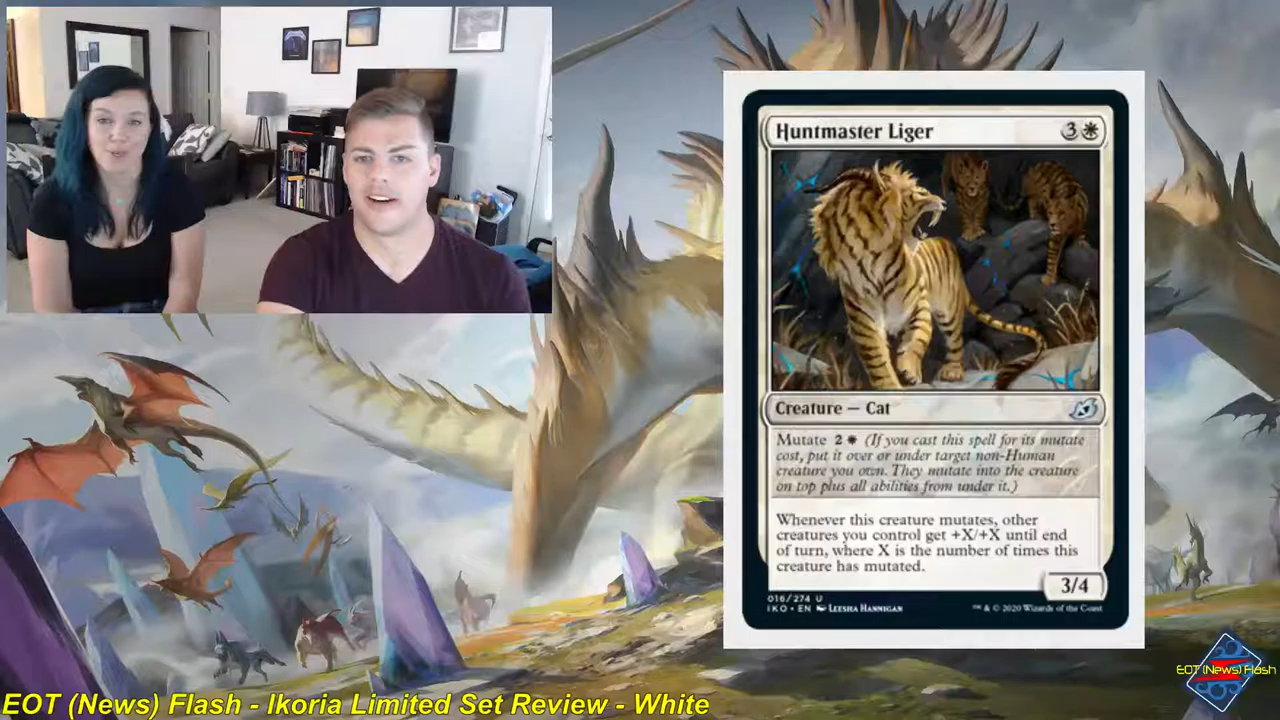 Huntmaster Liger 3
Creature — Cat
Mutate 2 (If you cast this spell for its mutate
cost, put it over or under target non-Human
creature you own. They mutate into the creature
on top plus all abilities from under it.)
Whenever this creature mutates, other
creatures you control get +X/+X until end
of turn, where X is the number of times this
creature has mutated.
3/4
016/274 U
IKO • EN LEESHA HANNIGAN
™ & © 2020 Wizards of the Coast
EOT (News) Flash
EOT (News) Flash - Ikoria Limited Set Review - White